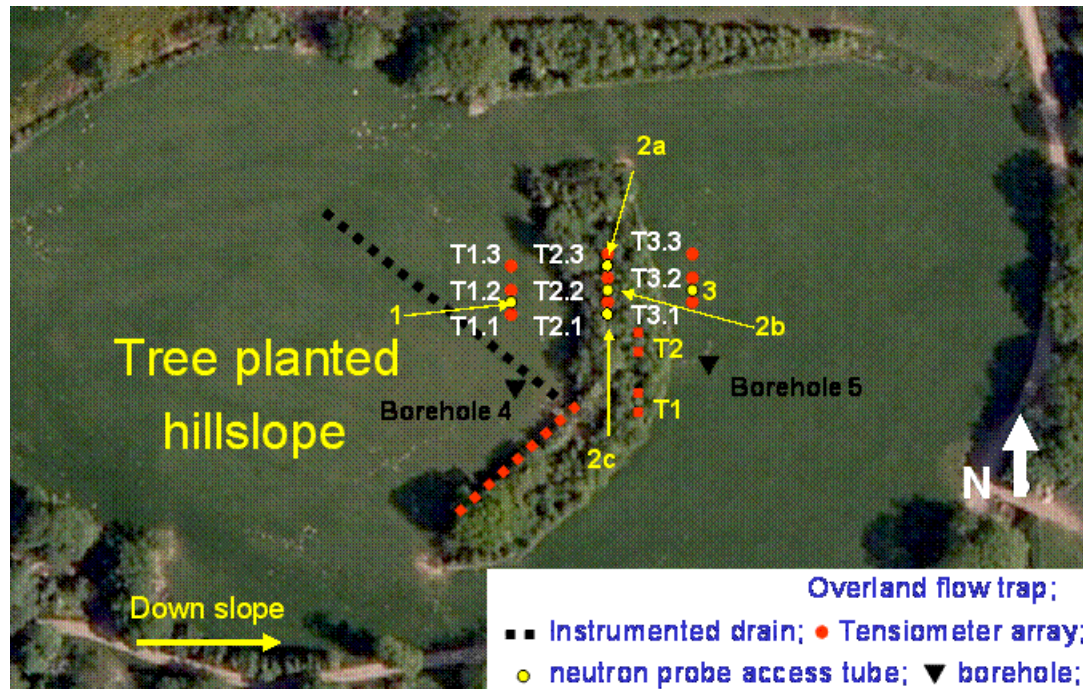 2a
T1.3 T2.3 T3.3
T1.2 T2.2 T3.2 3
1
T1.1 T2.1 T3.1 2b
T2
Tree planted
hillslope
Borehole 4 Borehole 5
T1
2c
N
Down slope
Overland flow trap;
Instrumented drain; Tensiometer array;
neutron probe access tube; borehole;